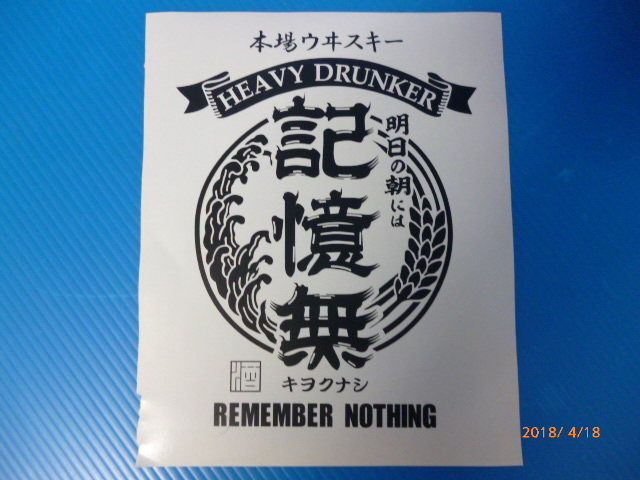 本場ウヰスキー
HEAVY DRUNKER
明日の朝には
記憶無
キヲクナシ
REMEMBER NOTHING
2018/ 4/18